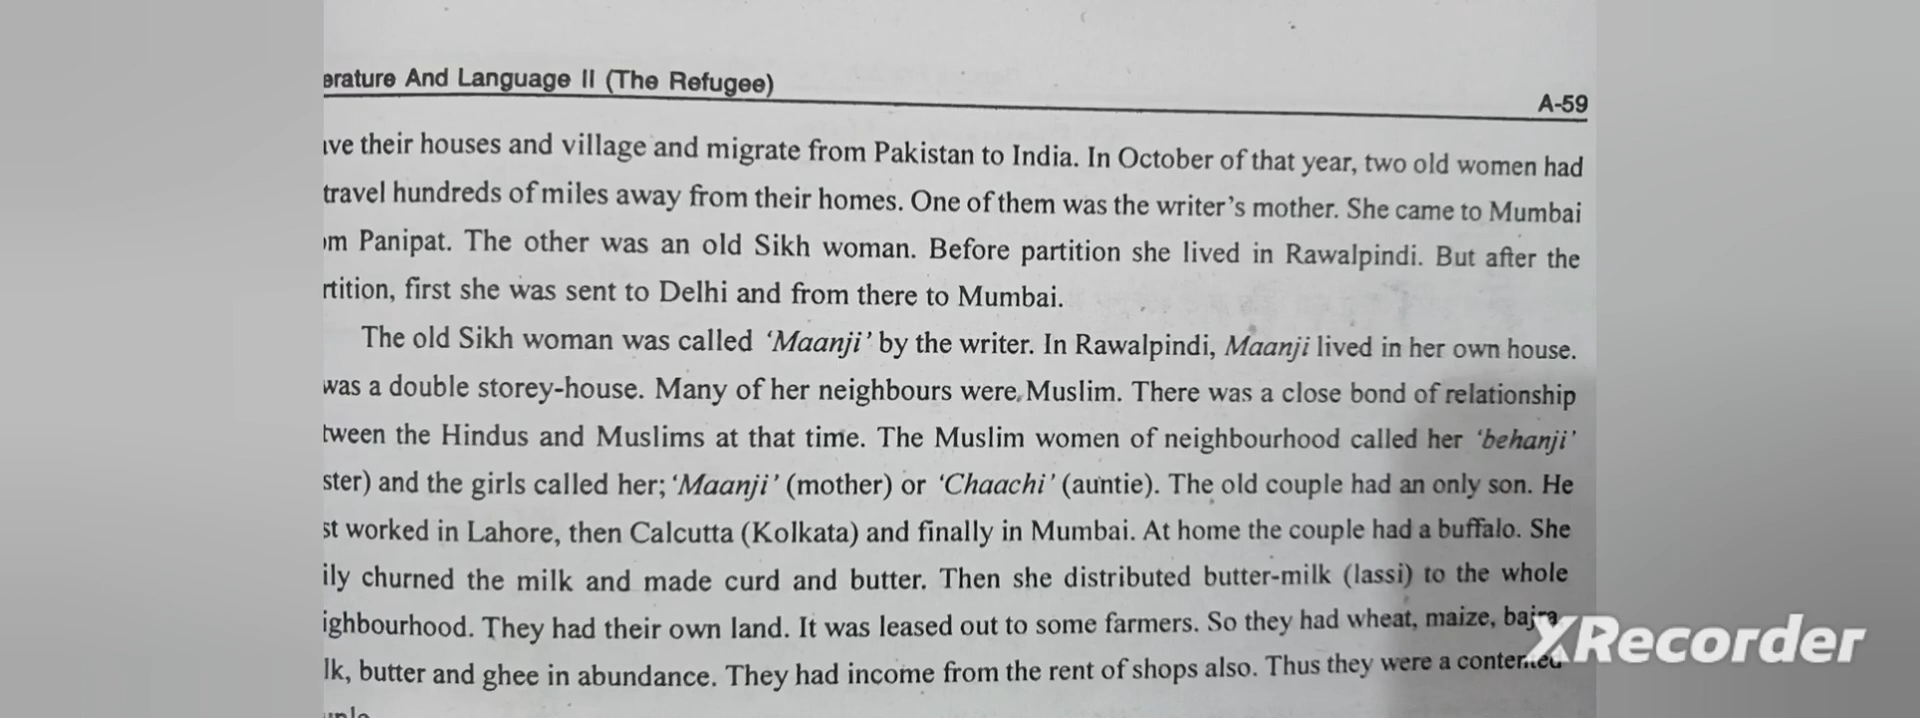 erature And Language II (The Refugee)
A-59
ve their houses and village and migrate from Pakistan to India. In October of that year, two old women had
travel hundreds of miles away from their homes. One of them was the writer's mother. She came to Mumbai
om Panipat. The other was an old Sikh woman. Before partition she lived in Rawalpindi. But after the
rtition, first she was sent to Delhi and from there to Mumbai.
The old Sikh woman was called 'Maanji' by the writer. In Rawalpindi, Maanji lived in her own house.
was a double storey-house. Many of her neighbours were Muslim. There was a close bond of relationship
tween the Hindus and Muslims at that time. The Muslim women of neighbourhood called her 'behanji'
ster) and the girls called her; 'Maanji' (mother) or 'Chaachi' (auntie). The old couple had an only son. He
st worked in Lahore, then Calcutta (Kolkata) and finally in Mumbai. At home the couple had a buffalo. She
ily churned the milk and made curd and butter. Then she distributed butter-milk (lassi) to the whole
ighbourhood. They had their own land. It was leased out to some farmers. So they had wheat, maize, bajra
lk, butter and ghee in abundance. They had income from the rent of shops also. Thus they were a contented
XRecorder